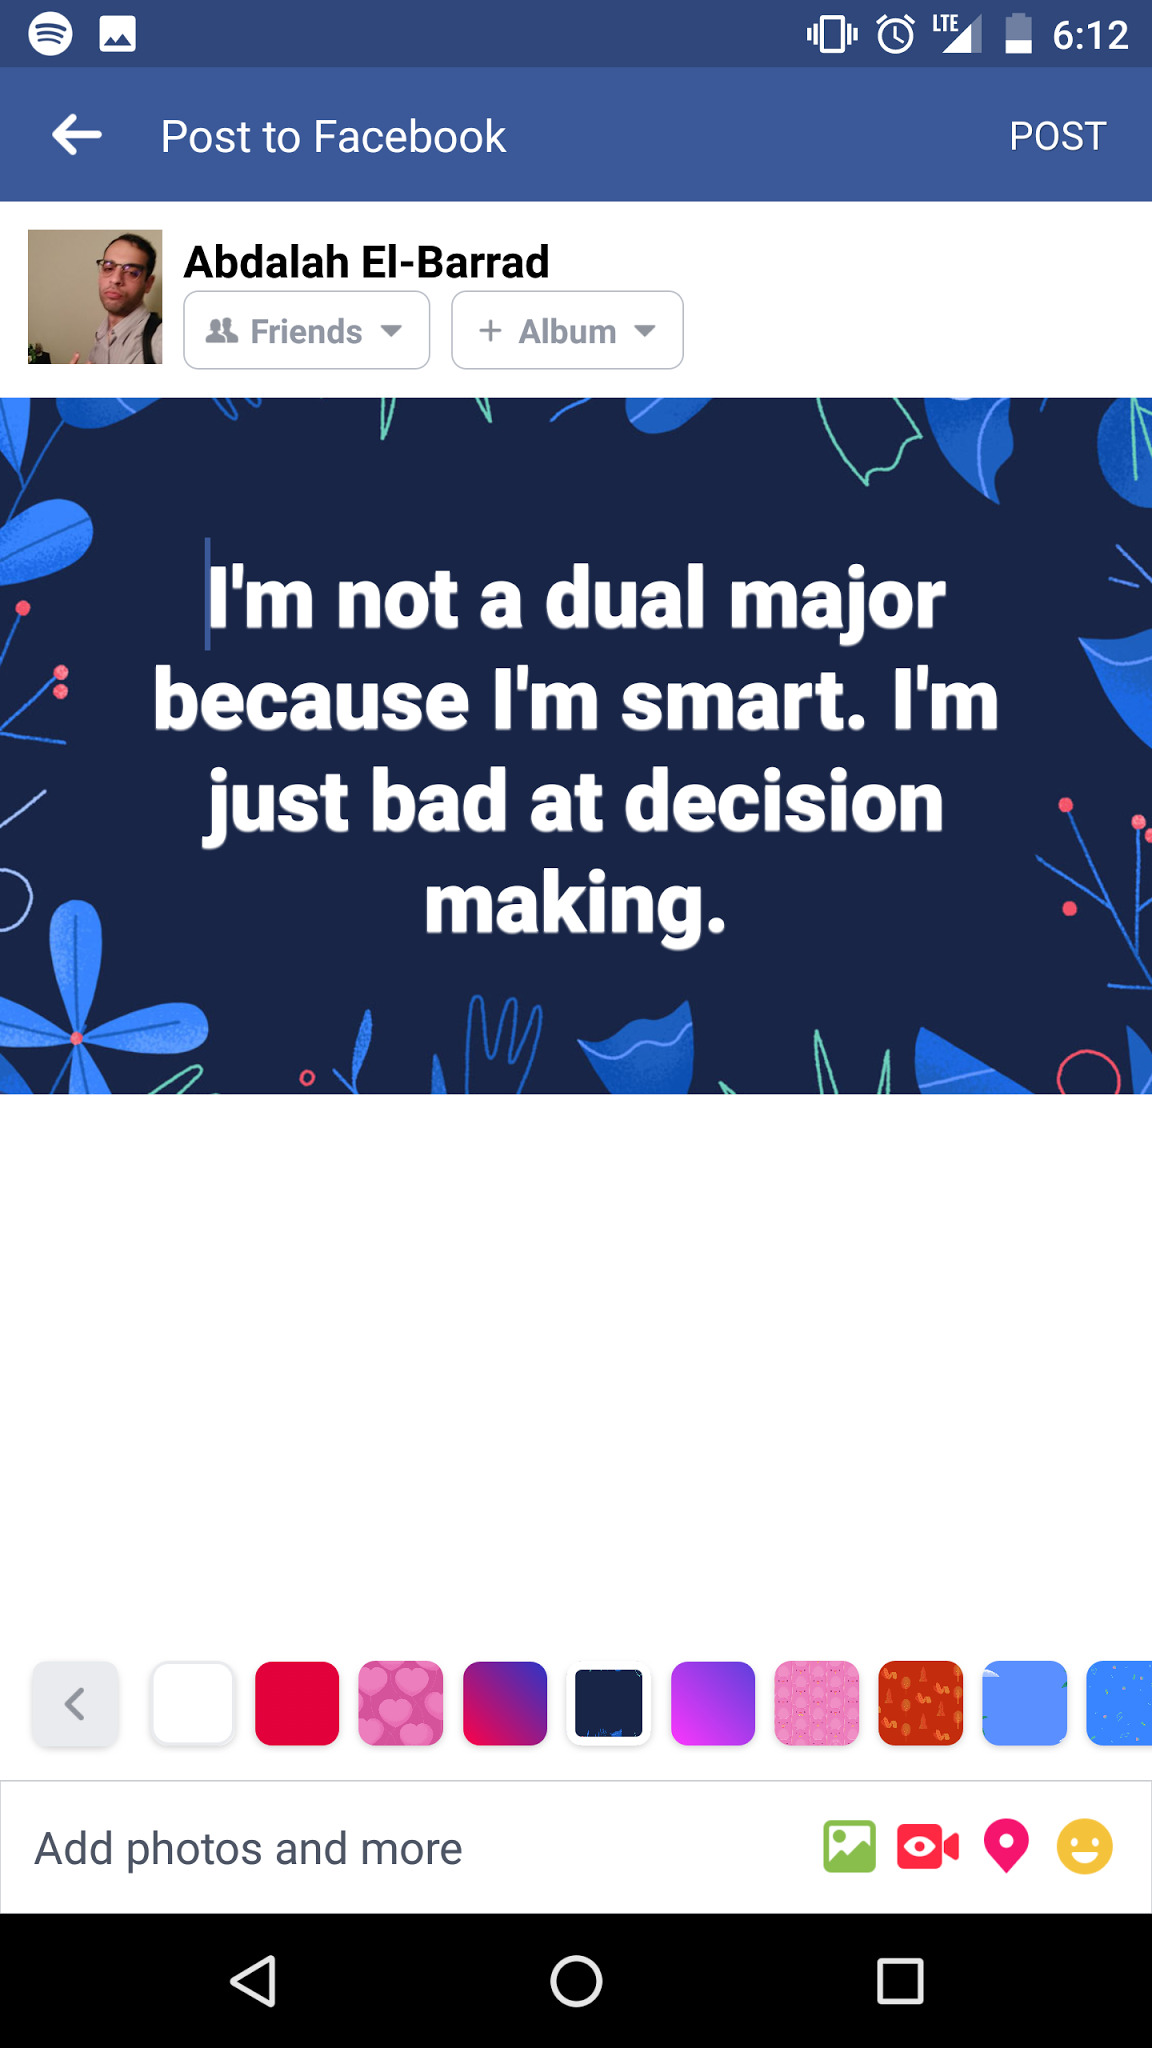 LTE 6:12
Post to Facebook POST
Abdalah El-Barrad
Friends + Album
I'm not a dual major
because I'm smart. I'm
just bad at decision
making.
Add photos and more